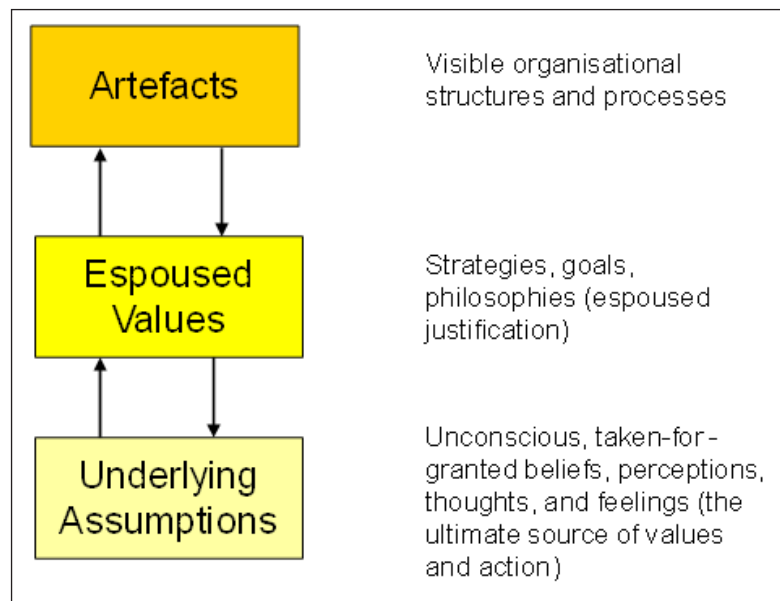 Artefacts
Visible organisational
structures and processes
Espoused
Values
Strategies, goals,
philosophies (espoused
justification)
Underlying
Assumptions
Unconscious, taken-for-
granted beliefs, perceptions,
thoughts, and feelings (the
ultimate source of values
and action)